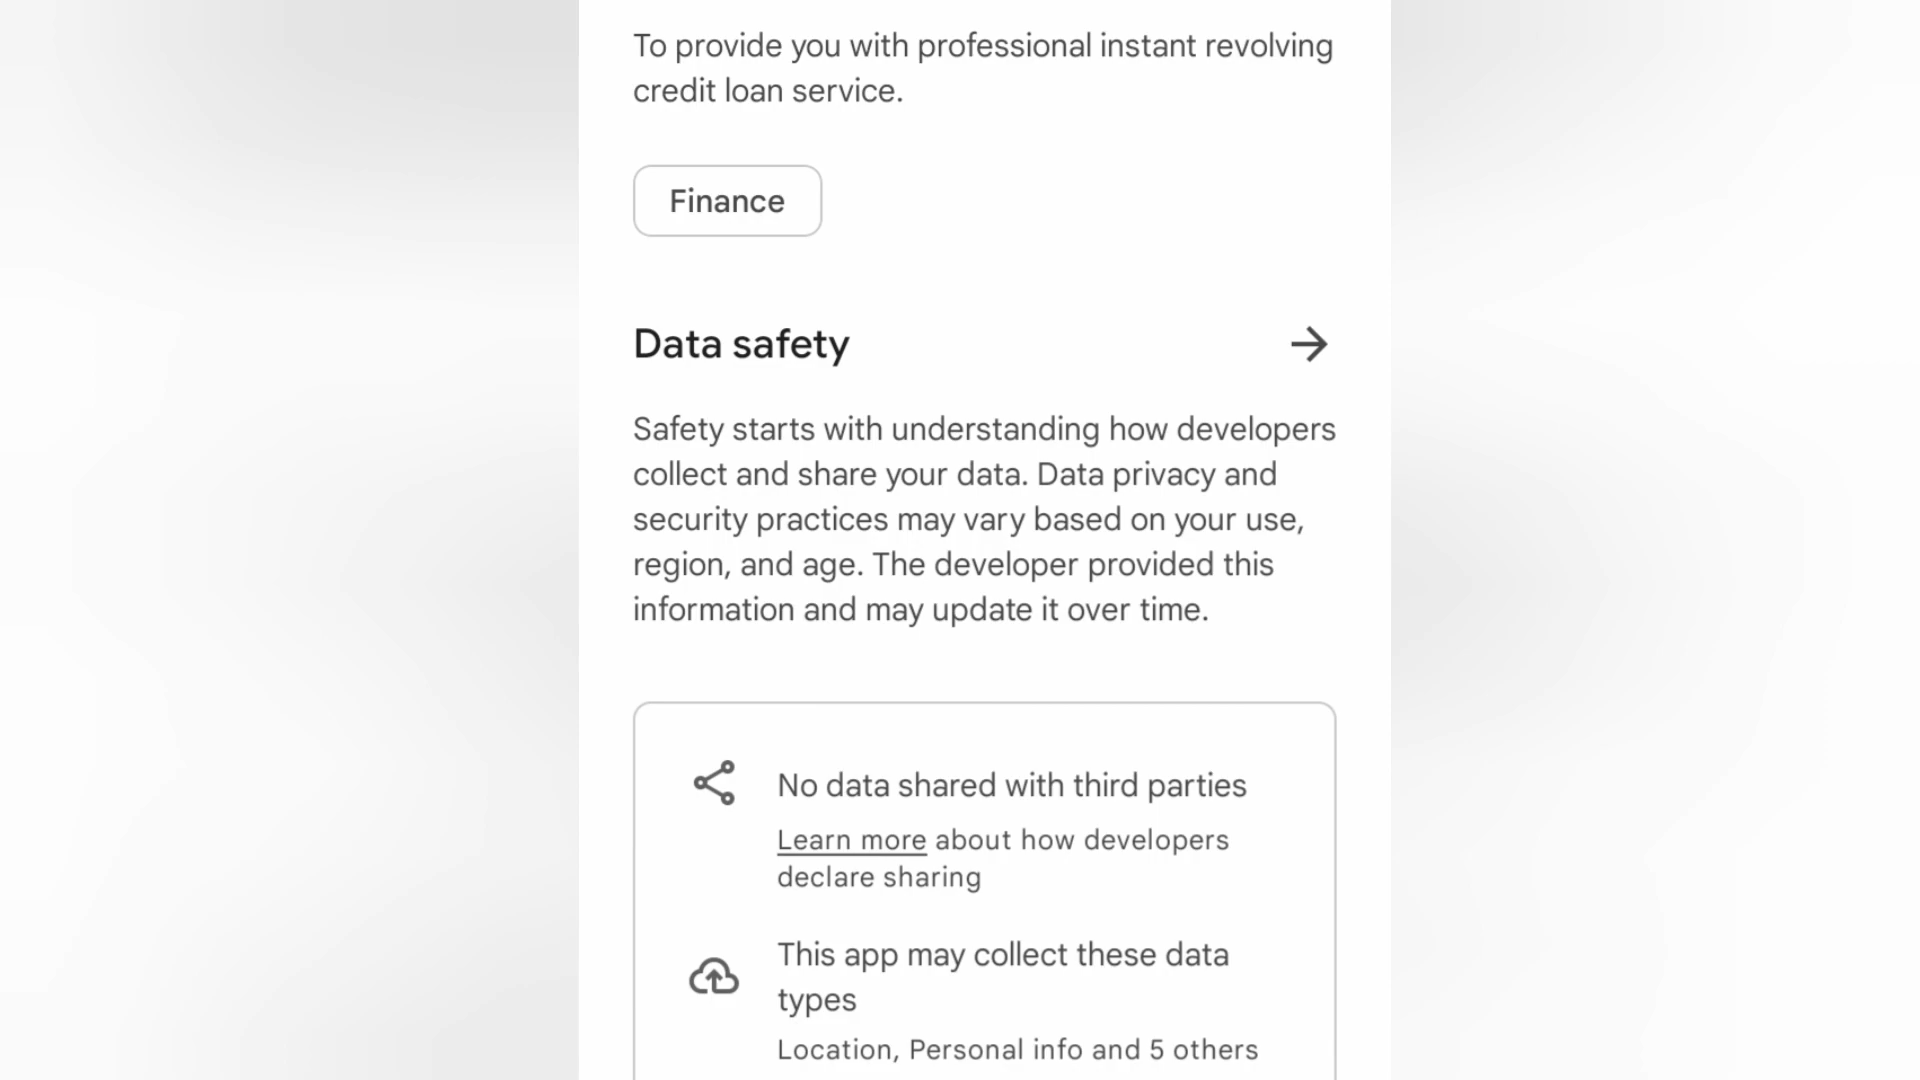 To provide you with professional instant revolving
credit loan service.
Finance
Data safety
Safety starts with understanding how developers
collect and share your data. Data privacy and
security practices may vary based on your use,
region, and age. The developer provided this
information and may update it over time.
No data shared with third parties
Learn more about how developers
declare sharing
This app may collect these data
types
Location, Personal info and 5 others